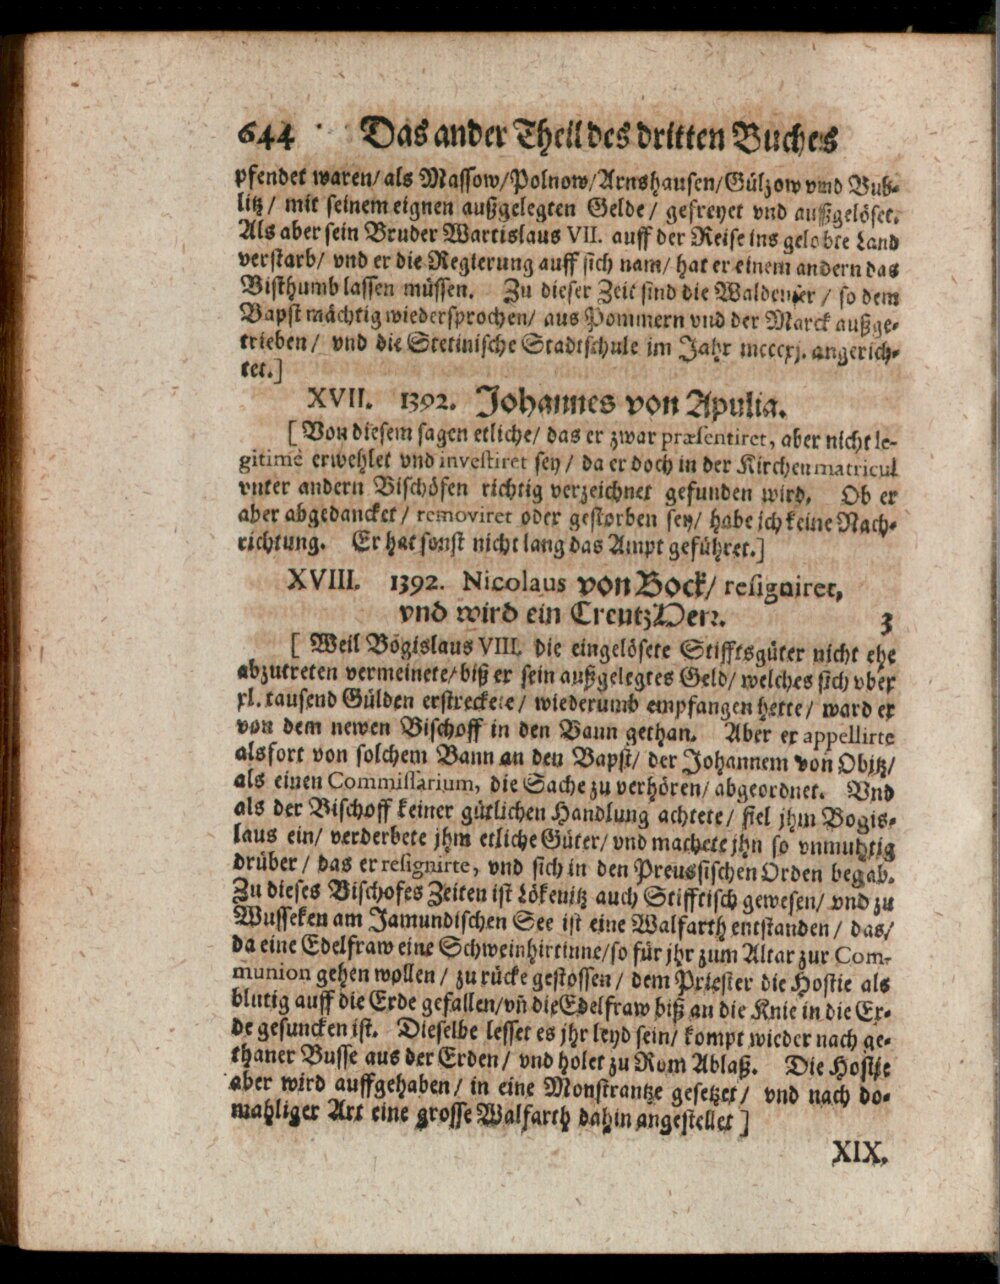 644 Das ander Theil des dritten Buches
pfendet waren/ als Massow/ Polnow/ Arnshausen/ Gülzow vnd Bub-
litz/ mit seinem eignen außgelegten Gelde/ gefreyet vnd außgelöset.
Als aber sein Bruder Wartislaus VII. auff der Reise ins gelobte Land
verstarb/ vnd er die Regierung auff sich nam/ hat er einem andern das
Bisthumb lassen müssen. Zu dieser Zeit sind die Waldenser/ so dem
Bapst mächtig wiedersprochen/ aus Pommern vnd der Marck außge-
trieben/ vnd die Stetinische Stadtschule im Jahr mccccxj. angerich-
tet.]
XVII. 1392. Johannes von Apulia.
[ Von diesem sagen etliche/ das er zwar præsentiret, aber nicht le-
gitimè erwehlet vnd investiret sey/ da er doch in der Kirchenmatricul
vnter andern Bischöfen richtig verzeichnet gefunden wird. Ob er
aber abgedancket/ removiret oder gestorben sey/ habe ich keine Nach-
richtung. Er hat sonst nicht lang das Ampt geführet.]
XVIII. 1392. Nicolaus von Bock/ resigniret,
vnd wird ein CreutzHerr. 3
[ Weil Bogislaus VIII. die eingelösete Stifftsgüter nicht ehe
abzutreten vermeinete/ biß er sein außgelegtes Geld/ welches sich vber
xl. tausend Gülden erstreckete/ wiederumb empfangen hette/ ward er
von dem newen Bischoff in den Bann gethan. Aber er appellirte
alsfort von solchem Bann an den Bapst/ der Johannem von Obitz/
als einen Commissarium, die Sache zu verhören/ abgeordnet. Vnd
als der Bischoff keiner gütlichen Handlung achtete/ fiel jhm Bogis-
laus ein/ verderbete jhm etliche Güter/ vnd machete jhn so vnmuhtig
drüber/ das er resignirte, vnd sich in den Preussischen Orden begab.
Zu dieses Bischofes Zeiten ist Lökenitz auch Stifftisch gewesen/ vnd zu
Wusseken am Jamundischen See ist eine Walfarth entstanden/ das/
da eine Edelfraw eine Schweinhirtinne/ so für jhr zum Altar zur Com-
munion gehen wollen/ zu rücke gestossen/ dem Priester die Hostie als
blutig auff die Erde gefallen/ vn̄ die Edelfraw biß an die Knie in die Er-
de gesuncken ist. Dieselbe lesset es jhr leyd sein/ kompt wieder nach ge-
thaner Busse aus der Erden/ vnd holet zu Rom Ablaß. Die Hostie
aber wird auffgehaben/ in eine Monstrantze gesetzet/ vnd nach do-
mahliger Art eine grosse Walfarth dahin angestellet ]
XIX.